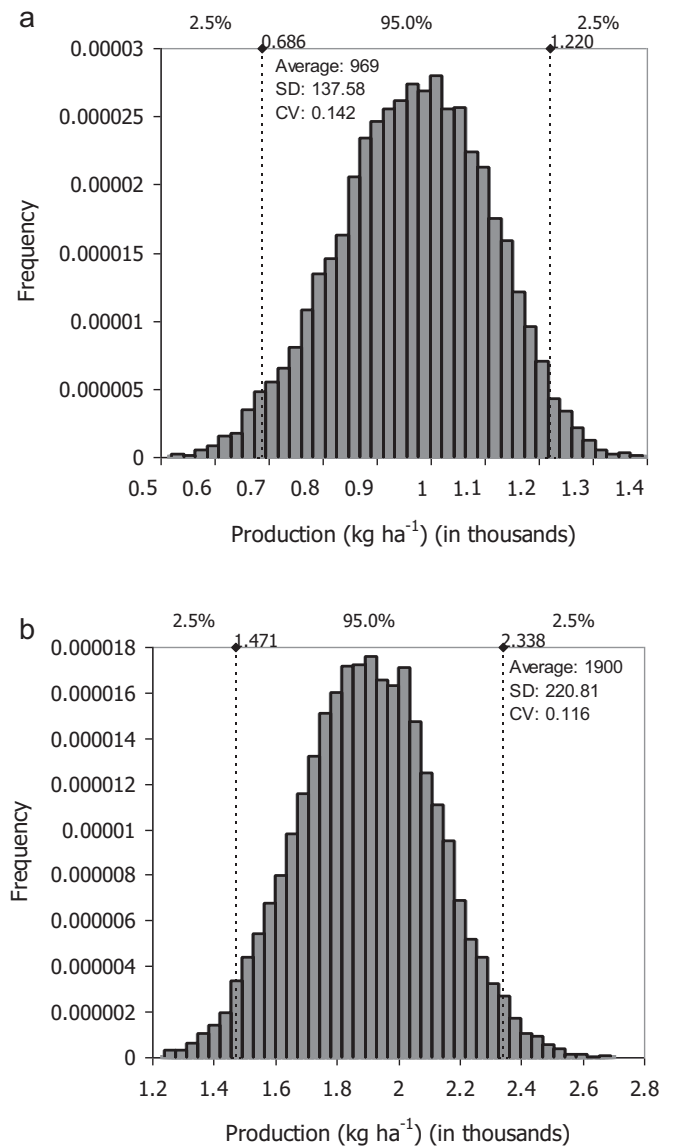 a
2.5% 95.0% 2.5%
0.686 1.220
Average: 969
SD: 137.58
CV: 0.142
0.00003
0.000025
0.00002
0.000015
0.00001
0.000005
0
Frequency
0.5 0.6 0.7 0.8 0.9 1 1.1 1.2 1.3 1.4
Production (kg ha⁻¹) (in thousands)
b
2.5% 95.0% 2.5%
1.471 2.338
Average: 1900
SD: 220.81
CV: 0.116
0.000018
0.000016
0.000014
0.000012
0.00001
0.000008
0.000006
0.000004
0.000002
0
Frequency
1.2 1.4 1.6 1.8 2 2.2 2.4 2.6 2.8
Production (kg ha⁻¹) (in thousands)